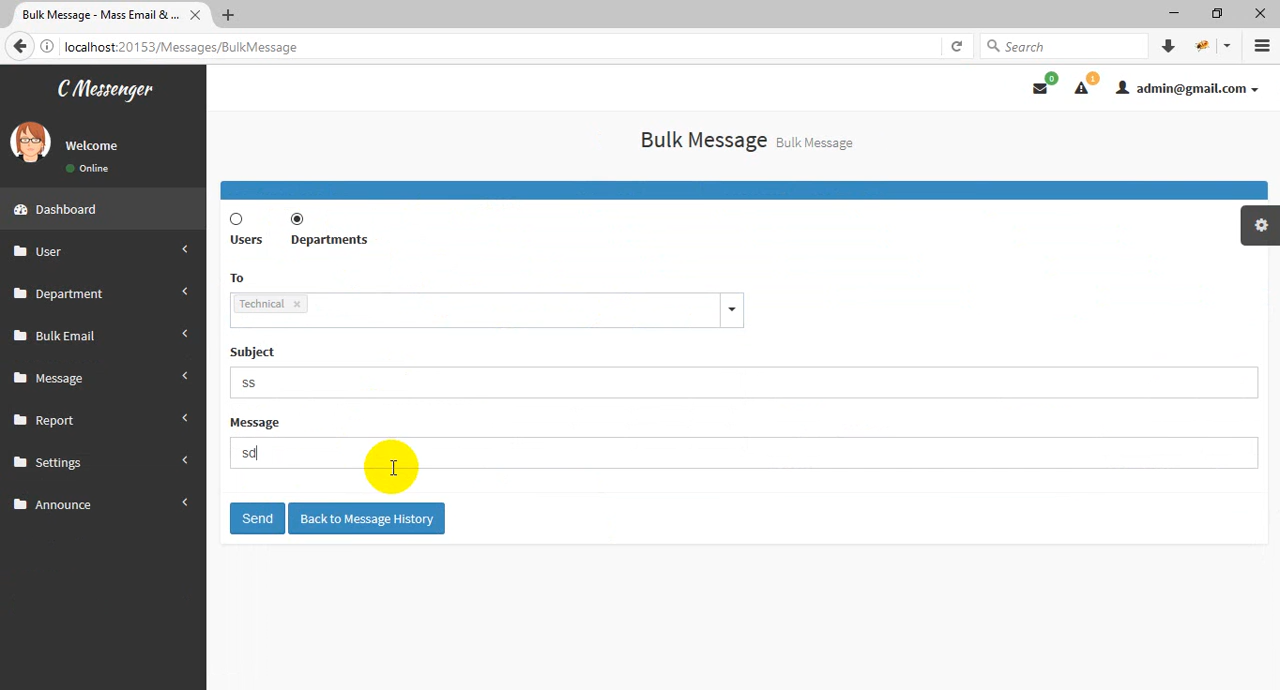 Bulk Message - Mass Email & ...
localhost:20153/Messages/BulkMessage
Search
C Messenger
0
1
admin@gmail.com
Welcome
Online
Bulk Message Bulk Message
Dashboard
User
Department
Bulk Email
Message
Report
Settings
Announce
Users
Departments
To
Technical
Subject
ss
Message
sd
Send
Back to Message History